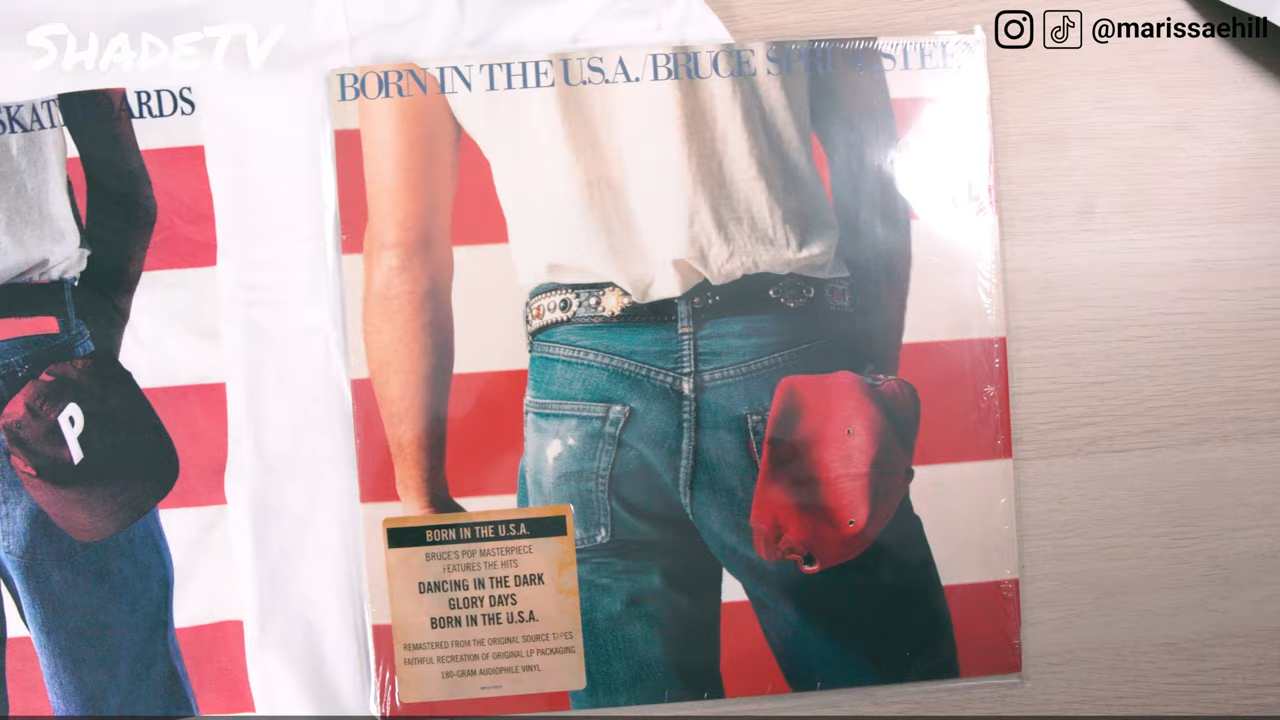 SHADETV
@marissaehill
SKAT ARDS
BORN IN THE U.S.A./BRUCE SPRINGSTEEN
P
BORN IN THE U.S.A.
BRUCE'S POP MASTERPIECE
FEATURES THE HITS
DANCING IN THE DARK
GLORY DAYS
BORN IN THE U.S.A.
REMASTERED FROM THE ORIGINAL SOURCE TAPES
FAITHFUL RECREATION OF ORIGINAL LP PACKAGING
180-GRAM AUDIOPHILE VINYL